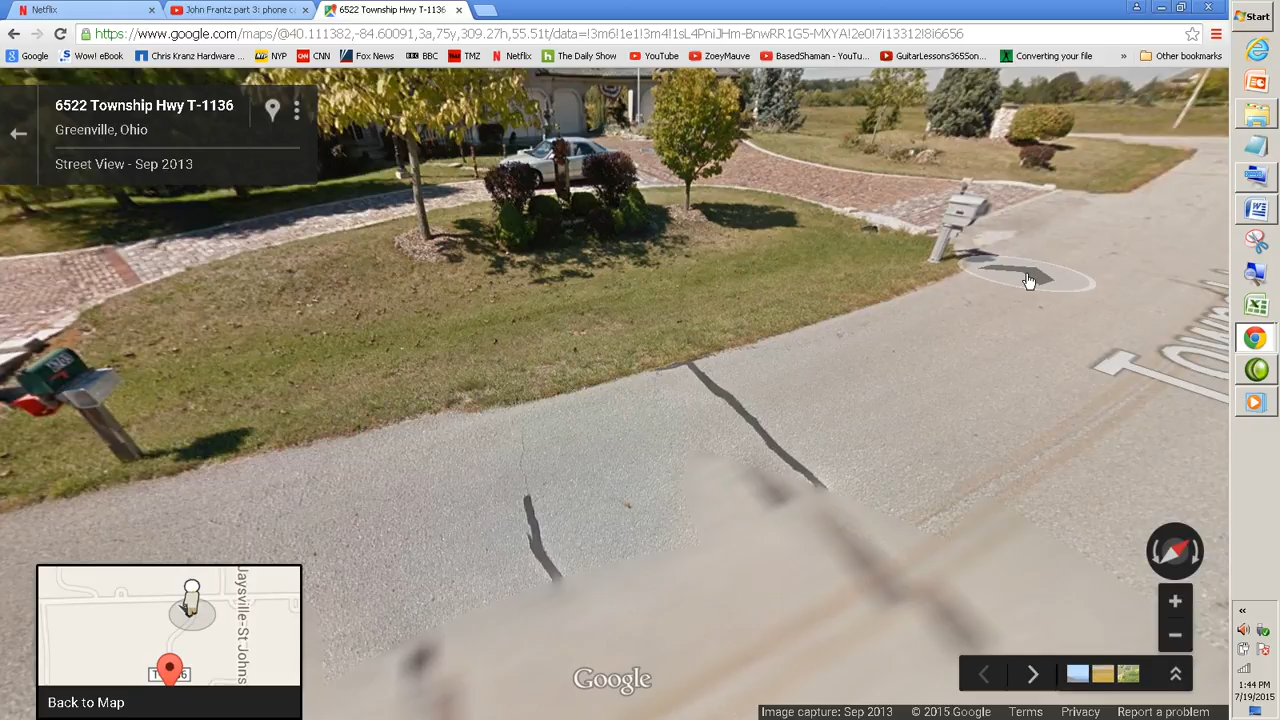 Netflix
John Frantz part 3: phone c
6522 Township Hwy T-1136
Start
https://www.google.com/maps/@40.111382,-84.60091,3a,75y,309.27h,57.51t/data=!3m6!1e1!3m4!1sL4PniJHm-BnwRR1G5-MXYA!2e0!7i13312!8i6656
Google
Wow! eBook
Chris Kranz Hardware ...
NYP
CNN
Fox News
BBC
TMZ
Netflix
The Daily Show
YouTube
ZoeyMauve
BasedShaman - YouTu...
GuitarLessons365Son...
Converting your file
»
Other bookmarks
6522 Township Hwy T-1136
Greenville, Ohio
Street View - Sep 2013
Town
Jaysville-St Johns
Back to Map
Google
Image capture: Sep 2013
© 2015 Google
Terms
Privacy
Report a problem
1:44 PM
7/19/2015